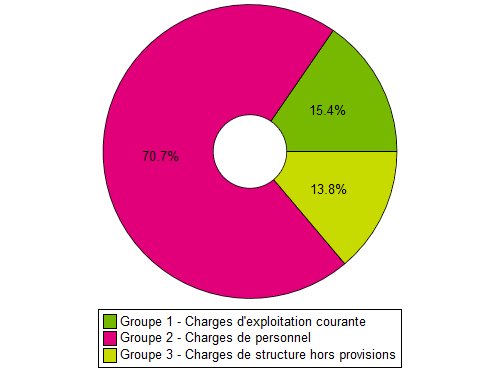 15.4%
70.7%
13.8%
Groupe 1 - Charges d'exploitation courante
Groupe 2 - Charges de personnel
Groupe 3 - Charges de structure hors provisions